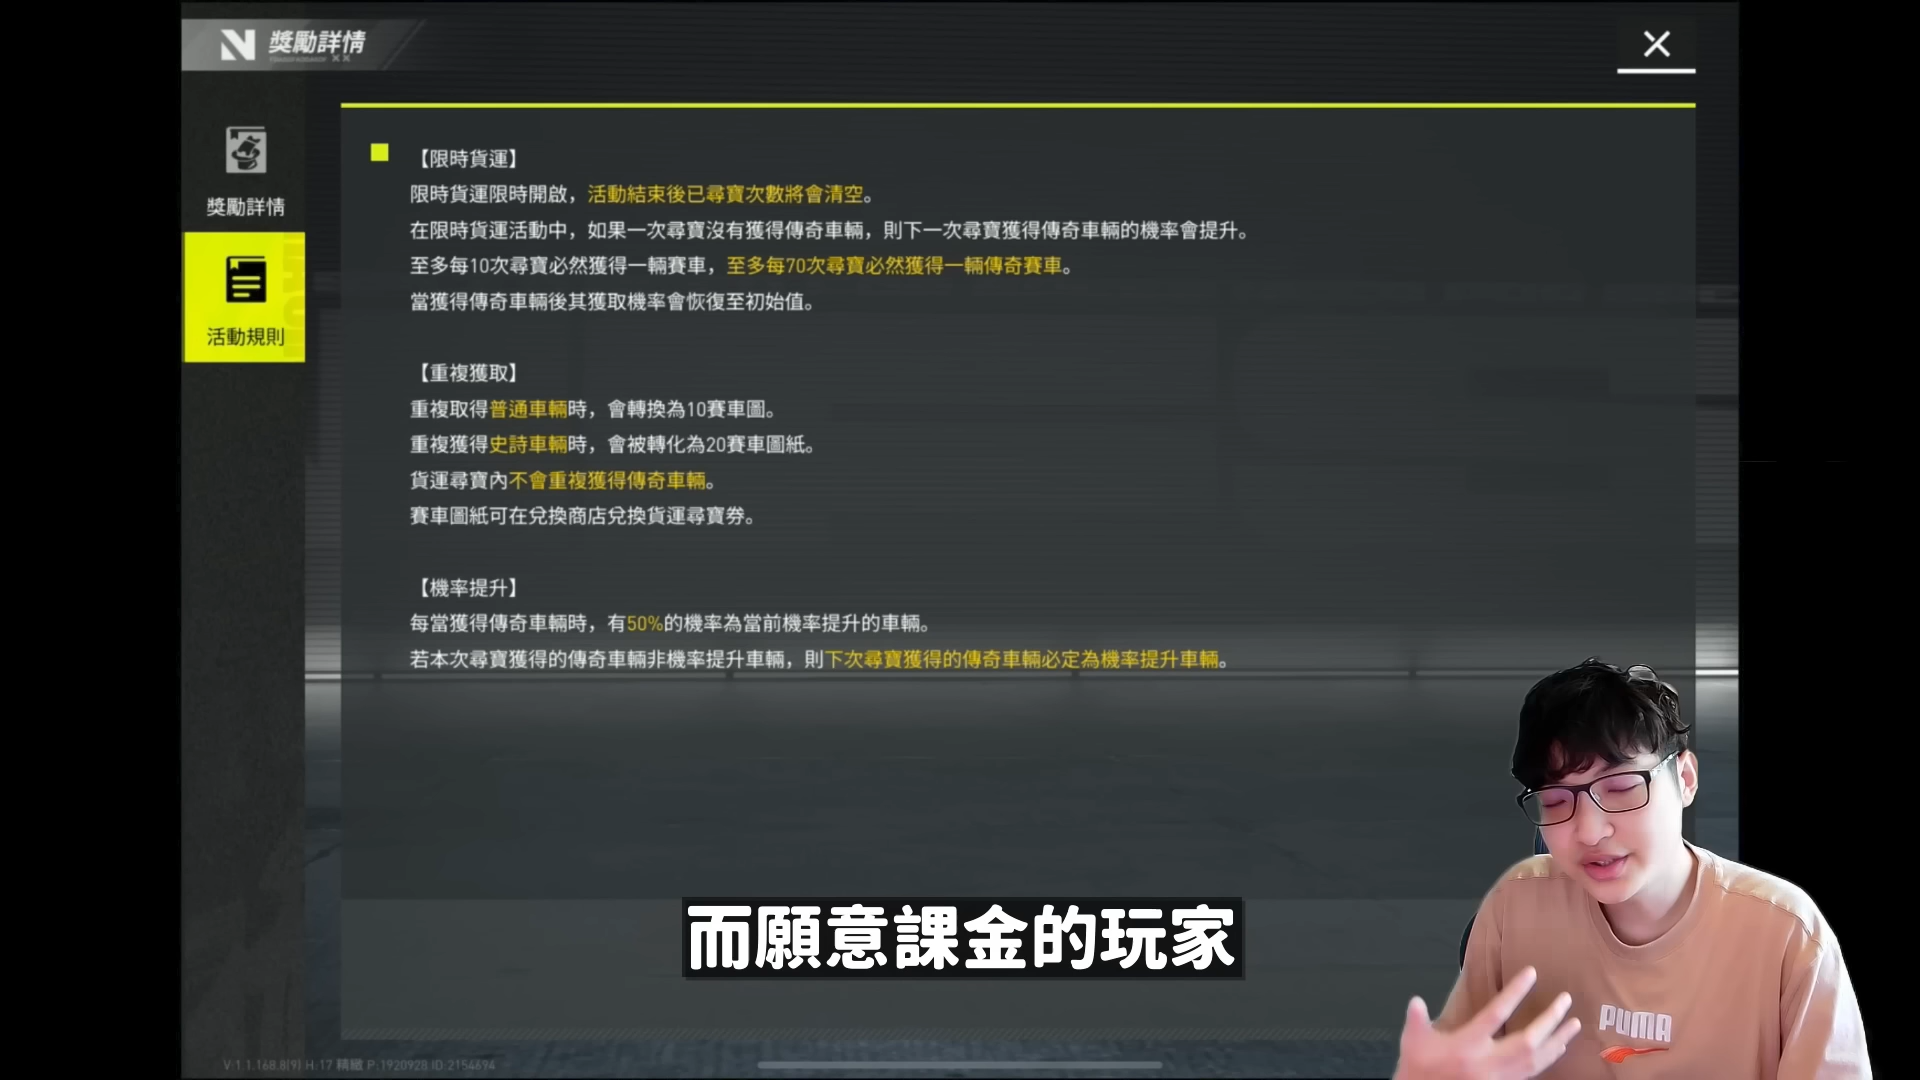 獎勵詳情
獎勵詳情
活動規則
【限時貨運】
限時貨運限時開啟，活動結束後已尋寶次數將會清空。
在限時貨運活動中，如果一次尋寶沒有獲得傳奇車輛，則下一次尋寶獲得傳奇車輛的機率會提升。
至多每10次尋寶必然獲得一輛賽車，至多每70次尋寶必然獲得一輛傳奇賽車。
當獲得傳奇車輛後其獲取機率會恢復至初始值。
【重複獲取】
重複取得普通車輛時，會轉換為10賽車圖。
重複獲得史詩車輛時，會被轉化為20賽車圖紙。
貨運尋寶內不會重複獲得傳奇車輛。
賽車圖紙可在兌換商店兌換貨運尋寶券。
【機率提升】
每當獲得傳奇車輛時，有50%的機率為當前機率提升的車輛。
若本次尋寶獲得的傳奇車輛非機率提升車輛，則下次尋寶獲得的傳奇車輛必定為機率提升車輛。
而願意課金的玩家
PUMA
V:1.1.168.8(9) H:17 精緻 P:1920928 ID:2154694